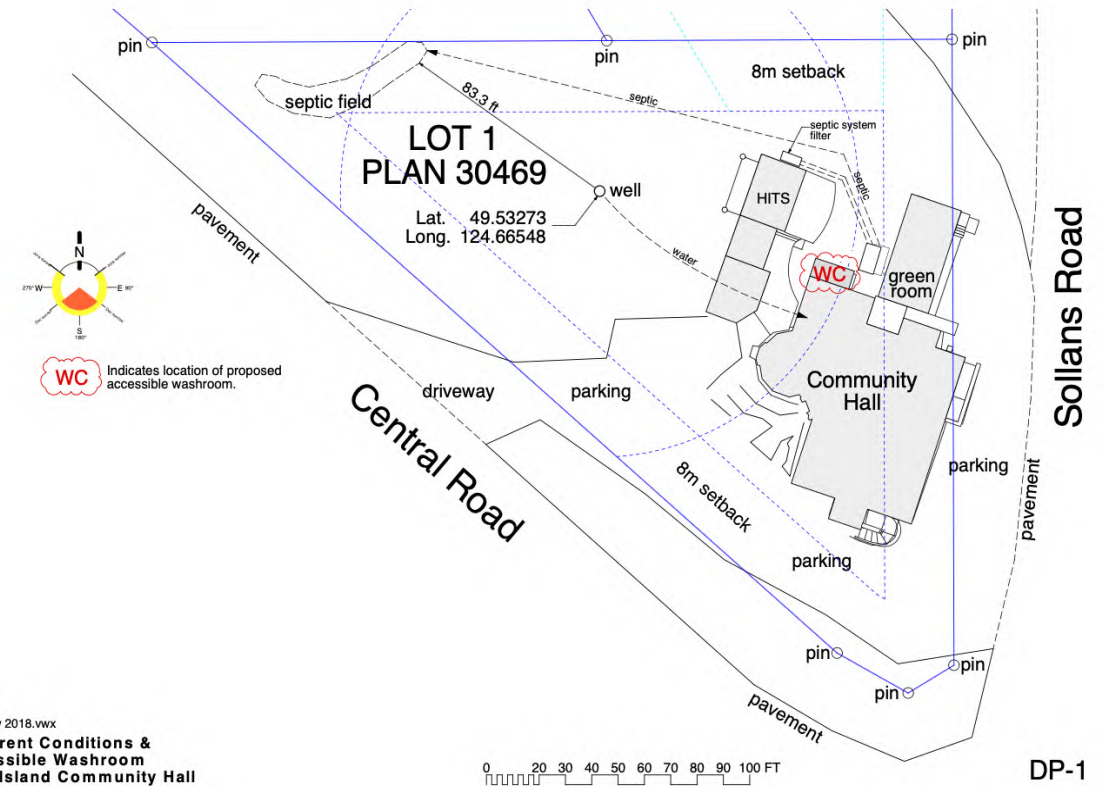 pin
pin
pin
8m setback
septic field
83.3 ft
septic
septic system
filter
LOT 1
PLAN 30469
well
Lat. 49.53273
Long. 124.66548
HITS
septic
water
WC
green
room
pavement
N
270° W
E 90°
S
180°
WC
Indicates location of proposed
accessible washroom.
Sollans Road
driveway
parking
Community
Hall
Central Road
8m setback
parking
pavement
parking
pin
pin
pin
pavement
2018.vwx
rent Conditions &
ssible Washroom
Island Community Hall
0 20 30 40 50 60 70 80 90 100 FT
DP-1